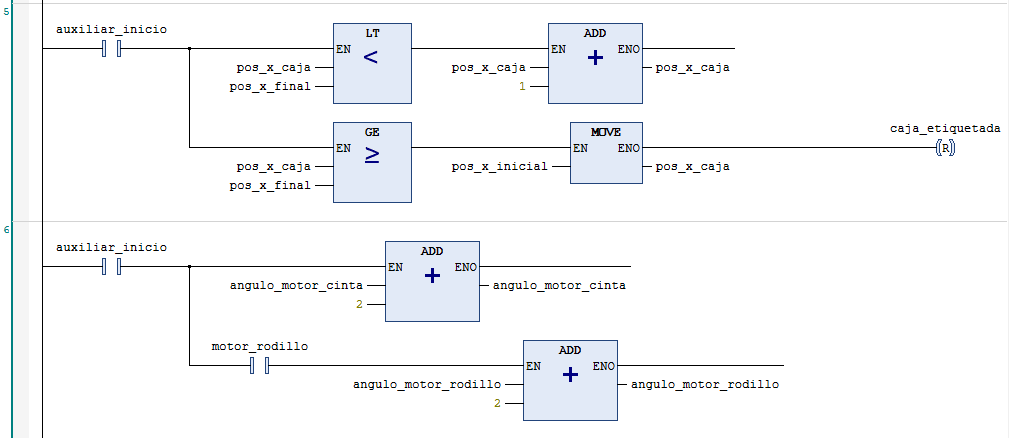 5
auxiliar_inicio
LT
EN
<
pos_x_caja
pos_x_final
ADD
EN ENO
+
pos_x_caja
1
pos_x_caja
GE
EN
≥
pos_x_caja
pos_x_final
MOVE
EN ENO
pos_x_inicial
pos_x_caja
caja_etiquetada
R
6
auxiliar_inicio
ADD
EN ENO
+
angulo_motor_cinta
2
angulo_motor_cinta
motor_rodillo
ADD
EN ENO
+
angulo_motor_rodillo
2
angulo_motor_rodillo